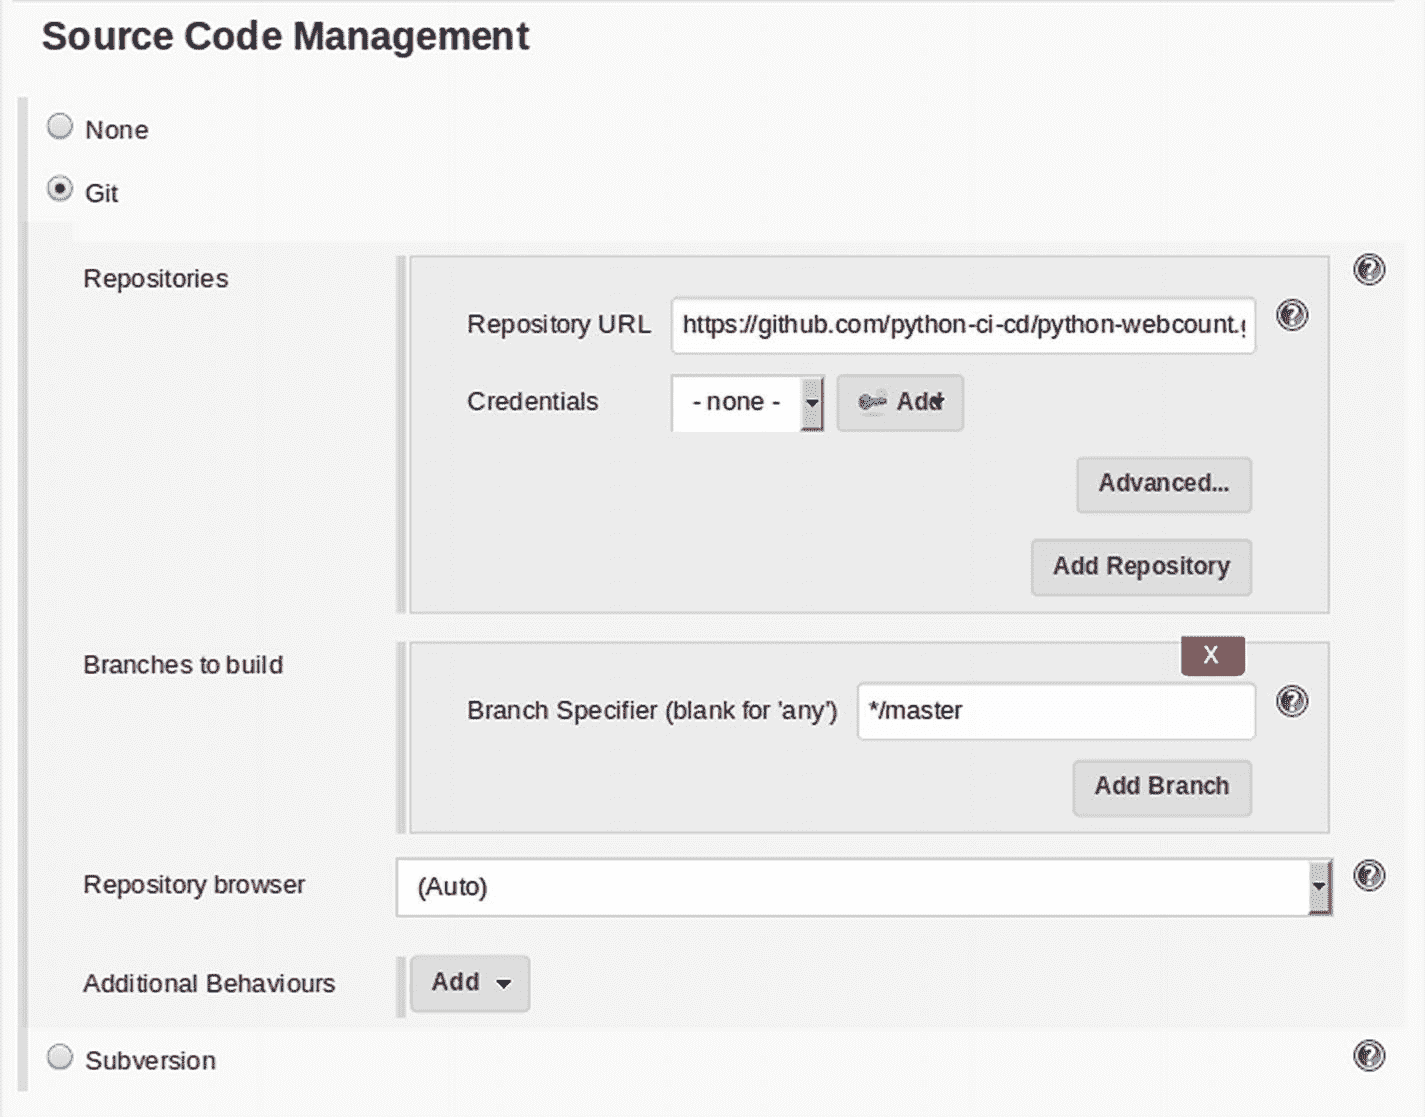 Source Code Management
None
Git
Repositories
Repository URL https://github.com/python-ci-cd/python-webcount.g
Credentials - none - Add
Advanced...
Add Repository
Branches to build X
Branch Specifier (blank for 'any') */master
Add Branch
Repository browser (Auto)
Additional Behaviours Add
Subversion